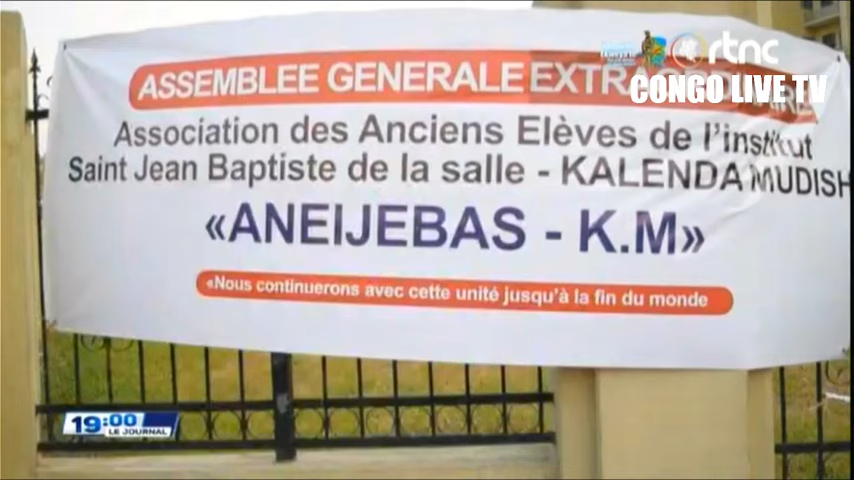 rtnc
CONGO LIVE TV
ASSEMBLEE GENERALE
Association des Anciens Elèves de l'institut
Saint Jean Baptiste de la salle - KALENDA MUDISH
«ANEIJEBAS - K.M»
«Nous continuerons avec cette unité jusqu'à la fin du monde
19:00
LE JOURNAL